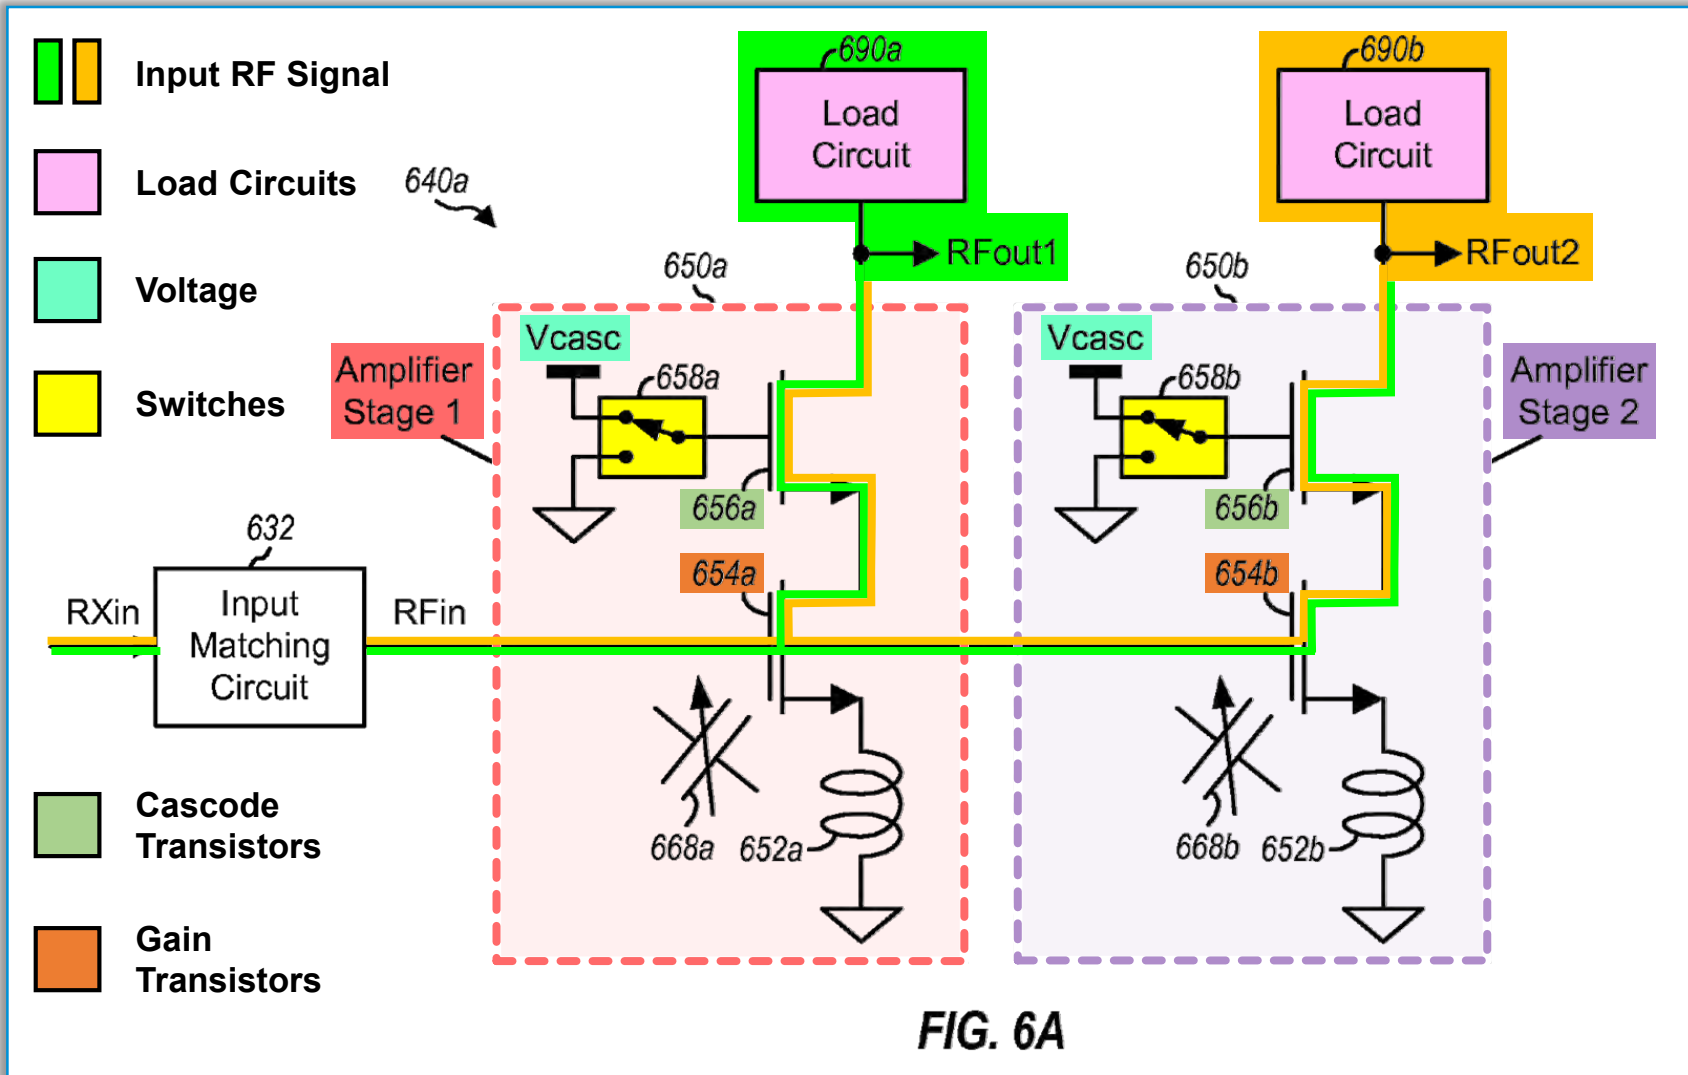 Input RF Signal
Load Circuits
Voltage
Switches
Cascode
Transistors
Gain
Transistors
640a
690a
Load
Circuit
RFout1
690b
Load
Circuit
RFout2
650a
Vcasc
658a
Amplifier
Stage 1
656a
654a
650b
Vcasc
658b
Amplifier
Stage 2
656b
654b
632
RXin
Input
Matching
Circuit
RFin
668a
652a
668b
652b
FIG. 6A